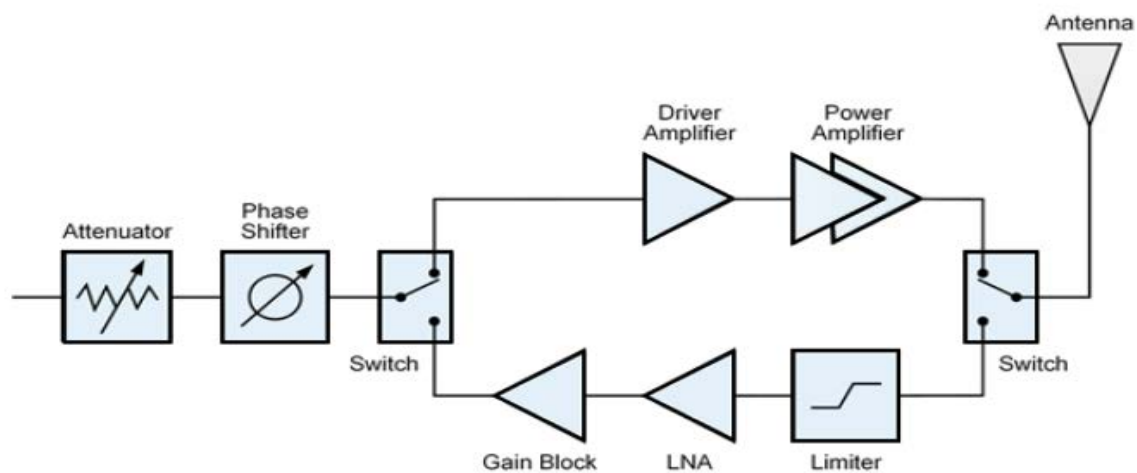 Antenna
Driver
Amplifier
Power
Amplifier
Attenuator
Phase
Shifter
Switch
Switch
Gain Block
LNA
Limiter